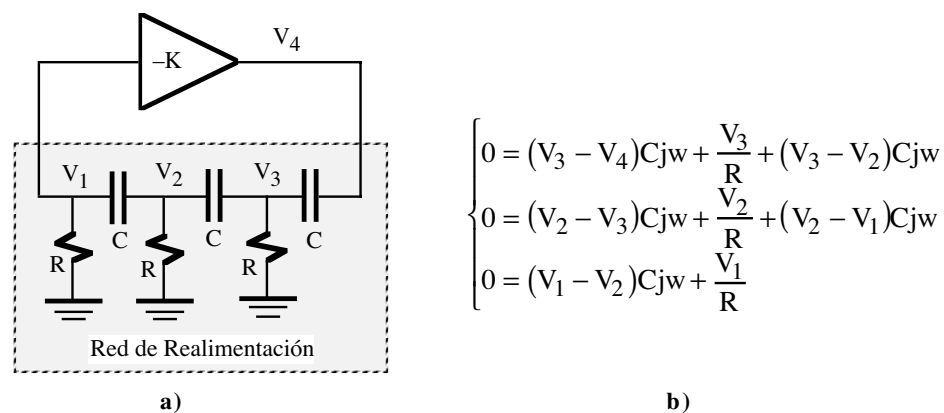 V4
–K
V1
V2
V3
C
C
C
R
R
R
Red de Realimentación
a)
0 = (V3 – V4)Cjw + V3/R + (V3 – V2)Cjw
0 = (V2 – V3)Cjw + V2/R + (V2 – V1)Cjw
0 = (V1 – V2)Cjw + V1/R
b)